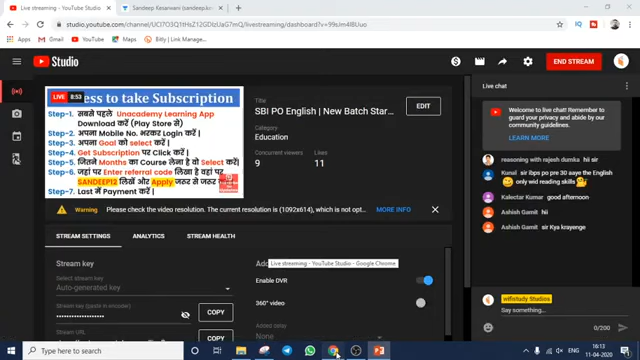 Live streaming - YouTube Studio
Sandeep Kesarwani (sandeep.k
studio.youtube.com/channel/UCl7O3Q1tHsZ12GDlzUaG7mQ/livestreaming/dashboard?v=99sJm4lBUuo
Apps
Gmail
YouTube
Maps
Bitly | Link Manage...
Studio
END STREAM
LIVE 8:53
ess to take Subscription
Step-1. सबसे पहले Unacademy Learning App
Download करें (Play Store से)
Step-2. अपना Mobile No. भरकर Login करें |
Step-3. अपना Goal को select करें |
Step-4. Get Subscription पर Click करें |
Step-5. जितने Months का Course लेना है वो Select करें|
Step-6. जहां पर Enter referral code लिखा है वहां पर
SANDEEP12 लिखें और Apply जरुर से जरुर
Step-7. Last में Payment करें |
Title
SBI PO English | New Batch Star...
EDIT
Category
Education
Concurrent viewers
Likes
9
11
Warning
Please check the video resolution. The current resolution is (1092x614), which is not opt...
MORE INFO
STREAM SETTINGS
ANALYTICS
STREAM HEALTH
Stream key
Select stream key
Auto-generated key
Stream key (paste in encoder)
COPY
Stream URL
COPY
Live streaming - YouTube Studio - Google Chrome
Enable DVR
360° video
Added delay
None
Live chat
Welcome to live chat! Remember to
guard your privacy and abide by our
community guidelines.
LEARN MORE
reasoning with rajesh dumka hii sir
Kunal sir ibps po pre 30 aaye the English
only wid reading skills
Kalectar Kumar good afternoon
Ashish Gamit hii
Ashish Gamit sir Kya krayenge
wifistudy Studios
Say something...
0/200
Type here to search
ENG
16:13
11-04-2020